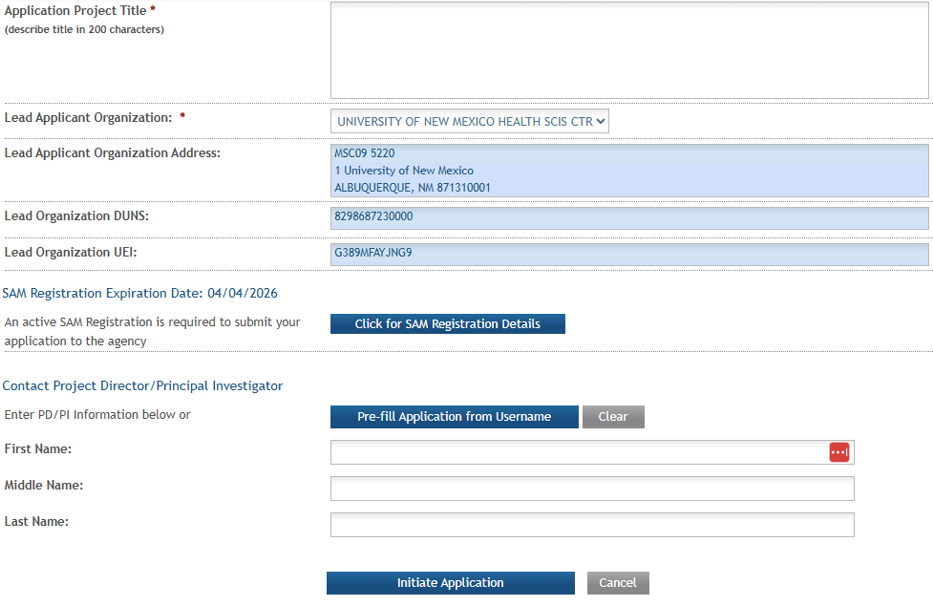 Application Project Title *
(describe title in 200 characters)
Lead Applicant Organization: *
UNIVERSITY OF NEW MEXICO HEALTH SCIS CTR
Lead Applicant Organization Address:
MSC09 5220
1 University of New Mexico
ALBUQUERQUE, NM 871310001
Lead Organization DUNS:
8298687230000
Lead Organization UEI:
G389MFAYJNG9
SAM Registration Expiration Date: 04/04/2026
An active SAM Registration is required to submit your
application to the agency
Click for SAM Registration Details
Contact Project Director/Principal Investigator
Enter PD/PI Information below or
Pre-fill Application from Username
Clear
First Name:
Middle Name:
Last Name:
Initiate Application
Cancel